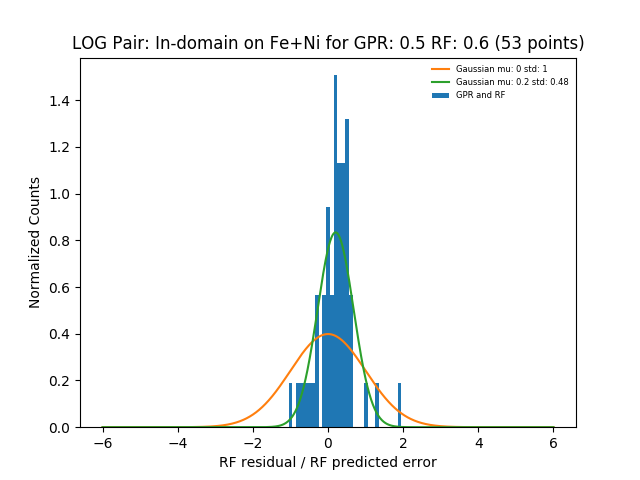 LOG Pair: In-domain on Fe+Ni for GPR: 0.5 RF: 0.6 (53 points)
Gaussian mu: 0 std: 1
Gaussian mu: 0.2 std: 0.48
GPR and RF
Normalized Counts
1.4
1.2
1.0
0.8
0.6
0.4
0.2
0.0
−6 −4 −2 0 2 4 6
RF residual / RF predicted error